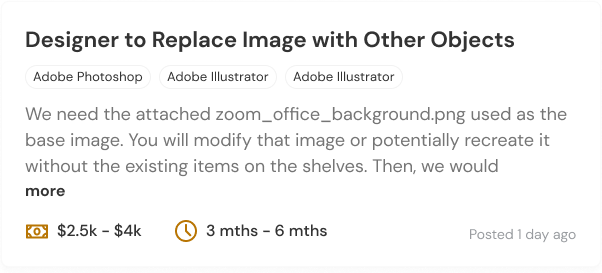 Designer to Replace Image with Other Objects
Adobe Photoshop
Adobe Illustrator
Adobe Illustrator
We need the attached zoom_office_background.png used as the
base image. You will modify that image or potentially recreate it
without the existing items on the shelves. Then, we would
more
$2.5k - $4k
3 mths - 6 mths
Posted 1 day ago